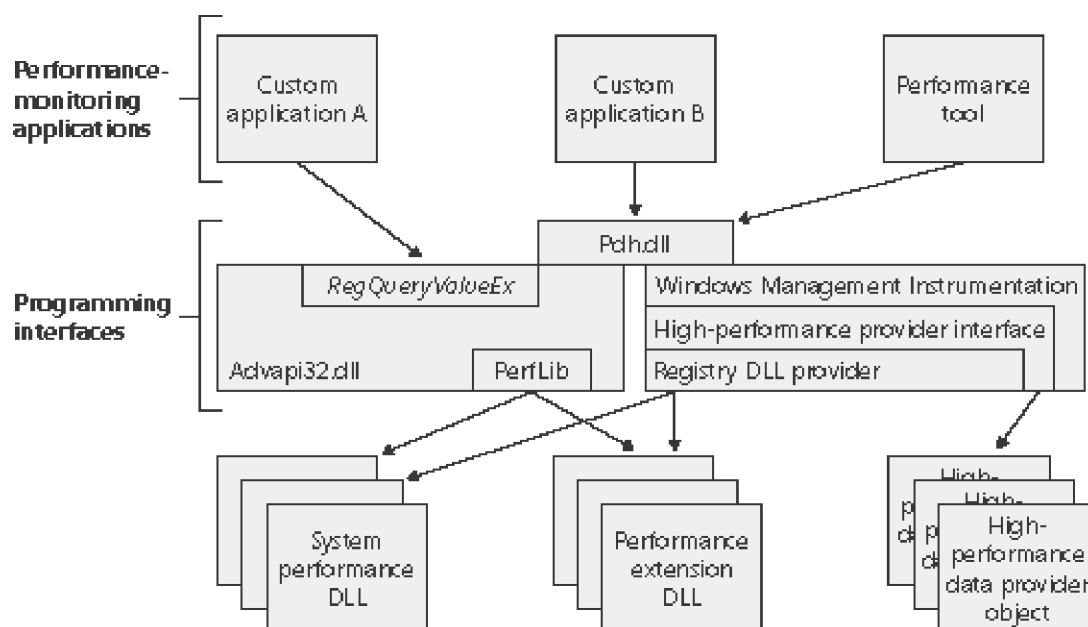 Performance-
monitoring
applications
Custom
application A
Custom
application B
Performance
tool
Programming
interfaces
Pdh.dll
RegQueryValueEx
Advapi32.dll
PerfLib
Windows Management Instrumentation
High-performance provider interface
Registry DLL provider
System
performance
DLL
Performance
extension
DLL
High-
High-
High-
performance
data provider
object